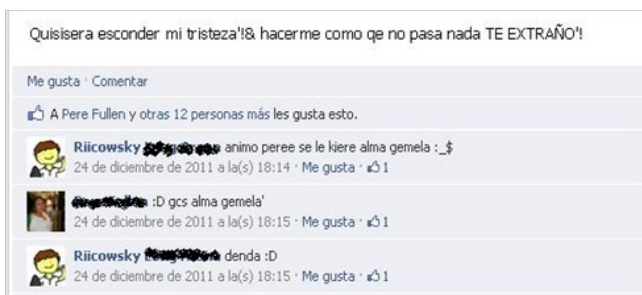 Quisisera esconder mi tristeza'!& hacerme como qe no pasa nada TE EXTRAÑO'!
Me gusta · Comentar
A Pere Fullen y otras 12 personas más les gusta esto.
Riicowsky animo peree se le kiere alma gemela :_$
24 de diciembre de 2011 a la(s) 18:14 · Me gusta · 1
:D gcs alma gemela'
24 de diciembre de 2011 a la(s) 18:15 · Me gusta · 1
Riicowsky denda :D
24 de diciembre de 2011 a la(s) 18:15 · Me gusta · 1